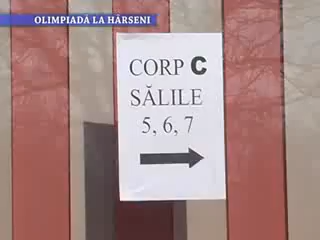 OLIMPIADĂ LA HÂRSENI
CORP C
SĂLILE
5, 6, 7